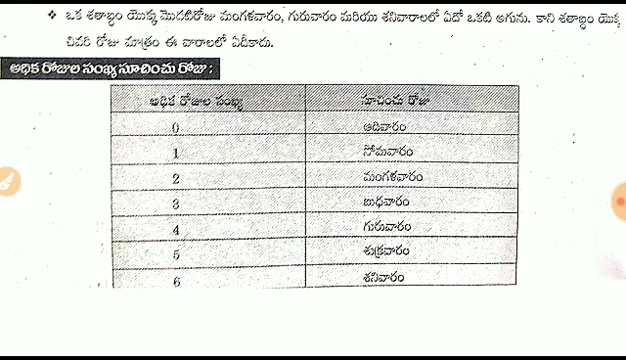 ❖ ఒక శతాబ్దం యొక్క మొదటిరోజు మంగళవారం, గురువారం మరియు శనివారాలలో ఏదో ఒకటి అగును. కాని శతాబ్దం యొక్క
చివరి రోజు మాత్రం ఈ వారాలలో ఏదీకాదు.
అధిక రోజుల సంఖ్య సూచించు రోజు :
అధిక రోజుల సంఖ్య సూచించు రోజు
0 ఆదివారం
1 సోమవారం
2 మంగళవారం
3 బుధవారం
4 గురువారం
5 శుక్రవారం
6 శనివారం